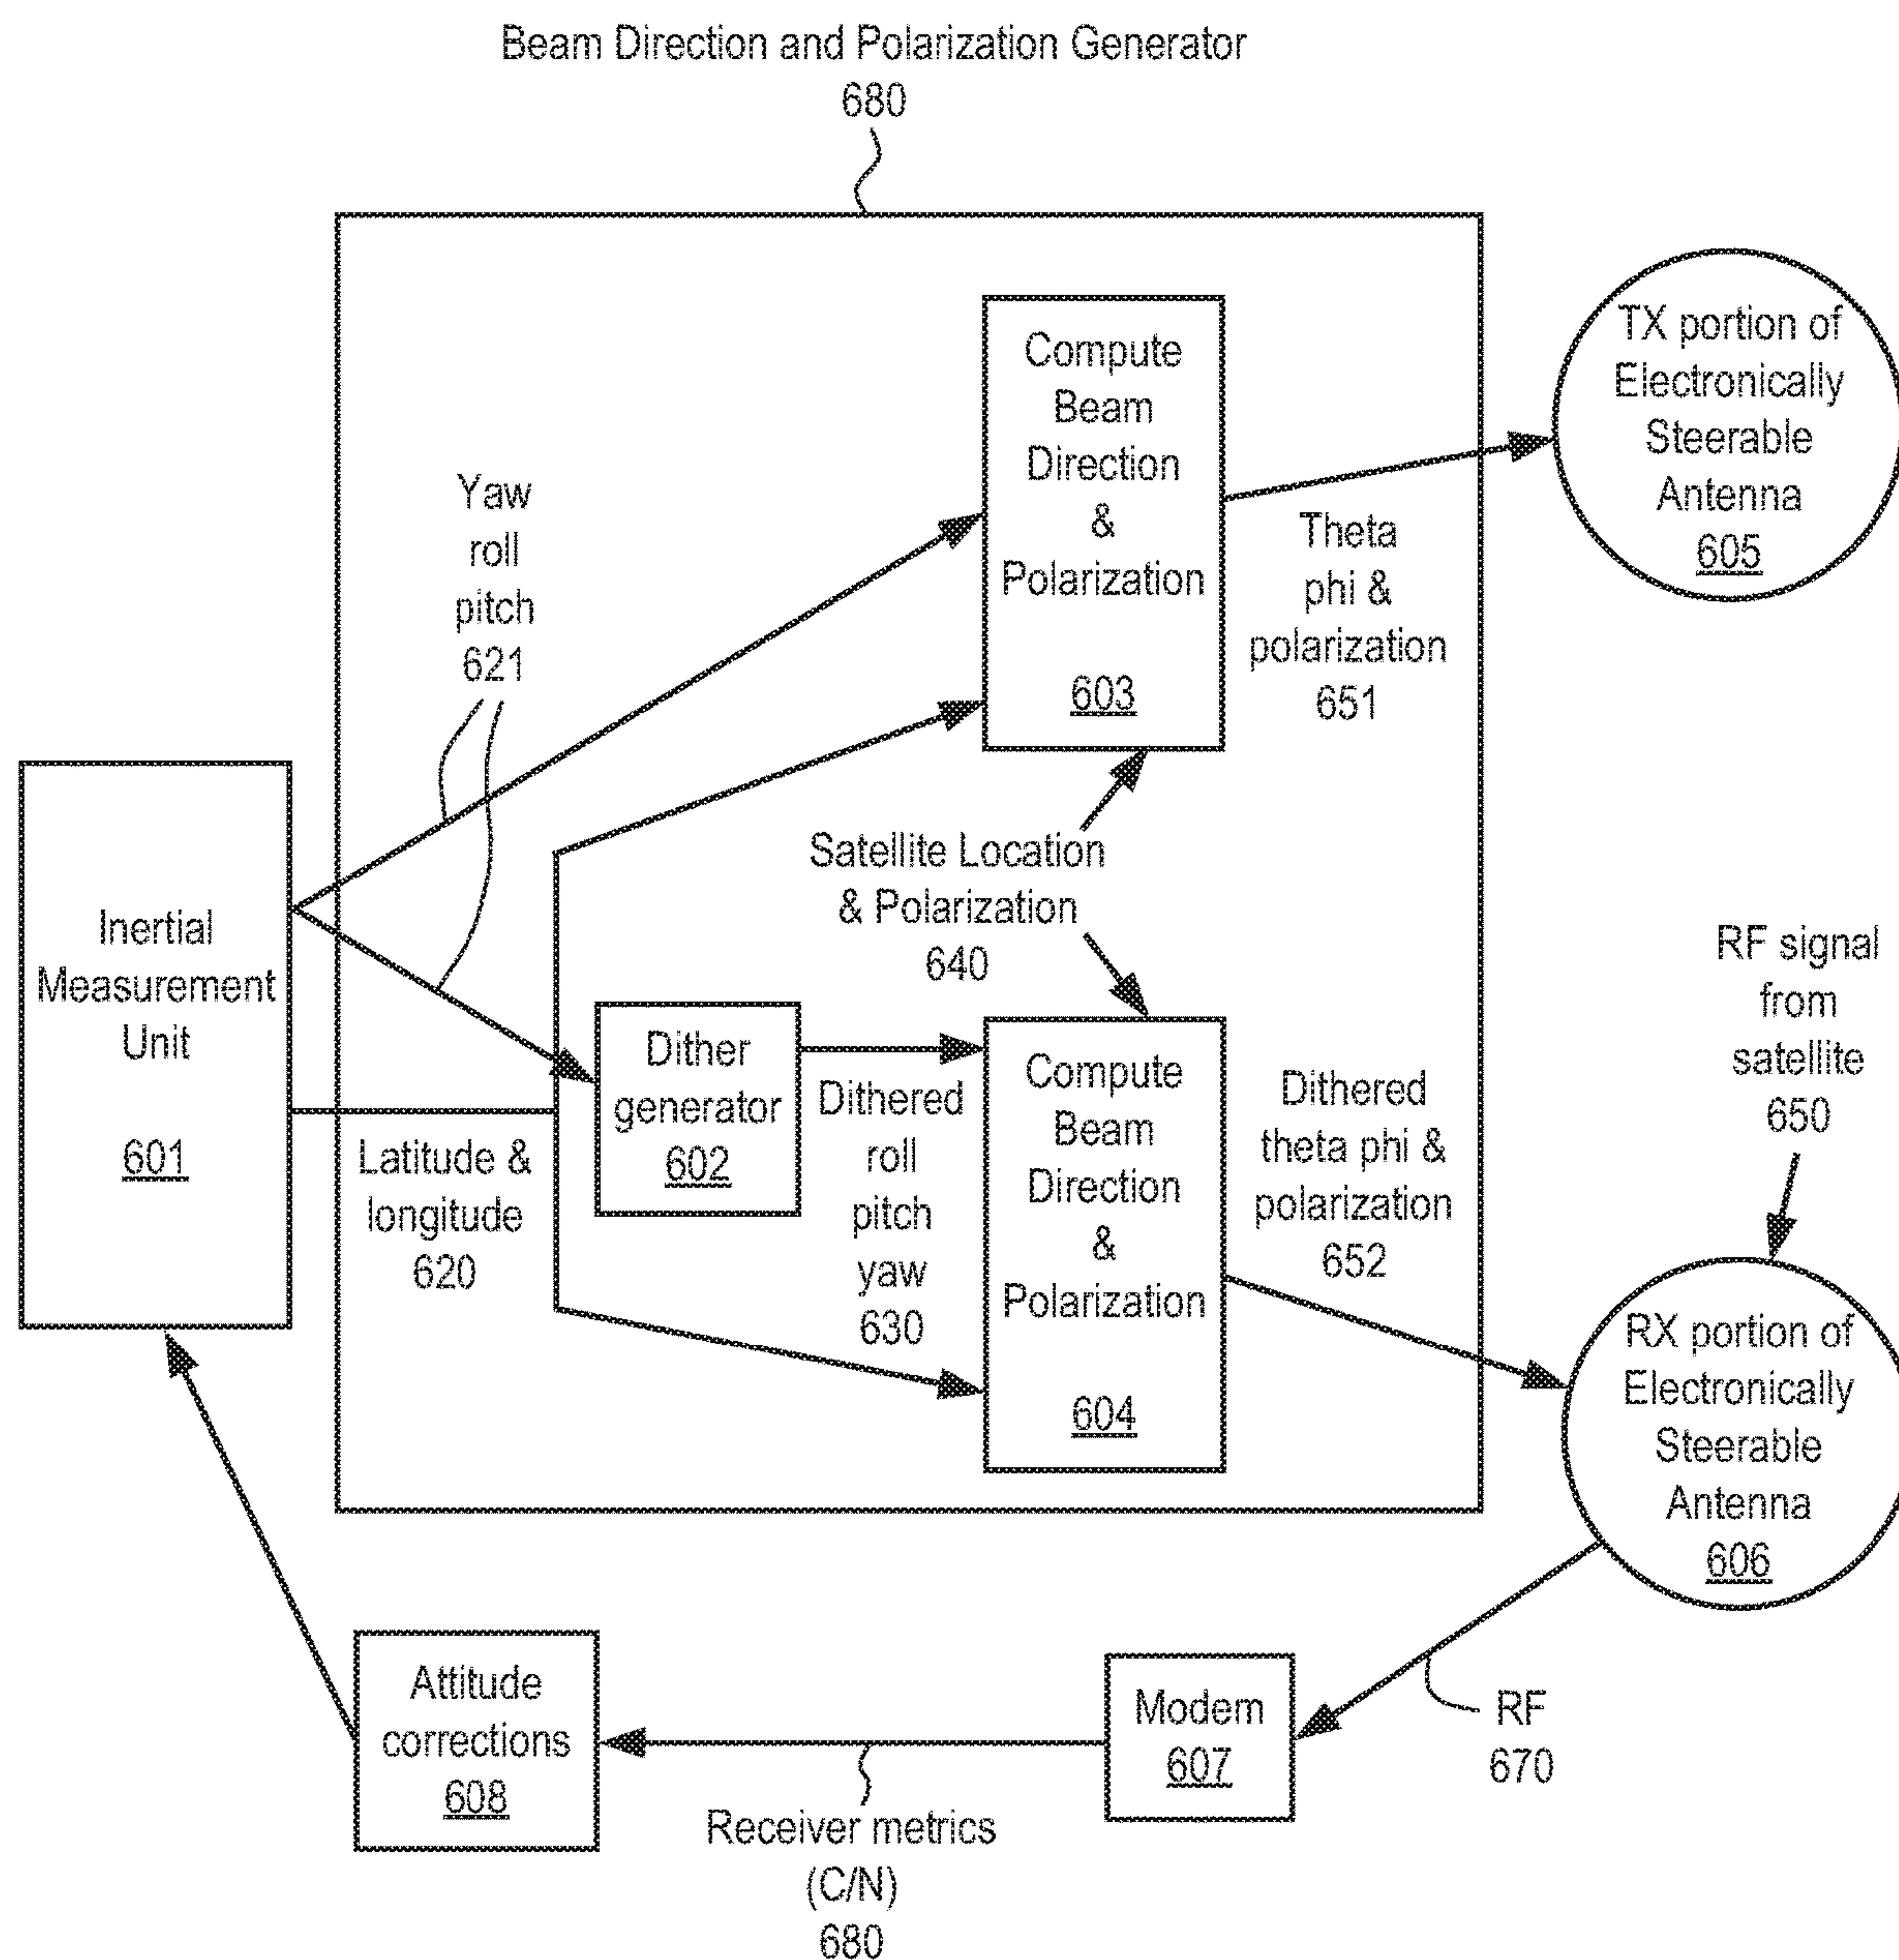 Beam Direction and Polarization Generator
680
TX portion of
Electronically
Steerable
Antenna
605
Compute
Beam
Direction
&
Polarization
603
Yaw
roll
pitch
621
Theta
phi &
polarization
651
Satellite Location
& Polarization
640
Inertial
Measurement
Unit
601
RF signal
from
satellite
650
Dither
generator
602
Dithered
roll
pitch
yaw
630
Compute
Beam
Direction
&
Polarization
604
Dithered
theta phi &
polarization
652
Latitude &
longitude
620
RX portion of
Electronically
Steerable
Antenna
606
Attitude
corrections
608
Modem
607
RF
670
Receiver metrics
(C/N)
680